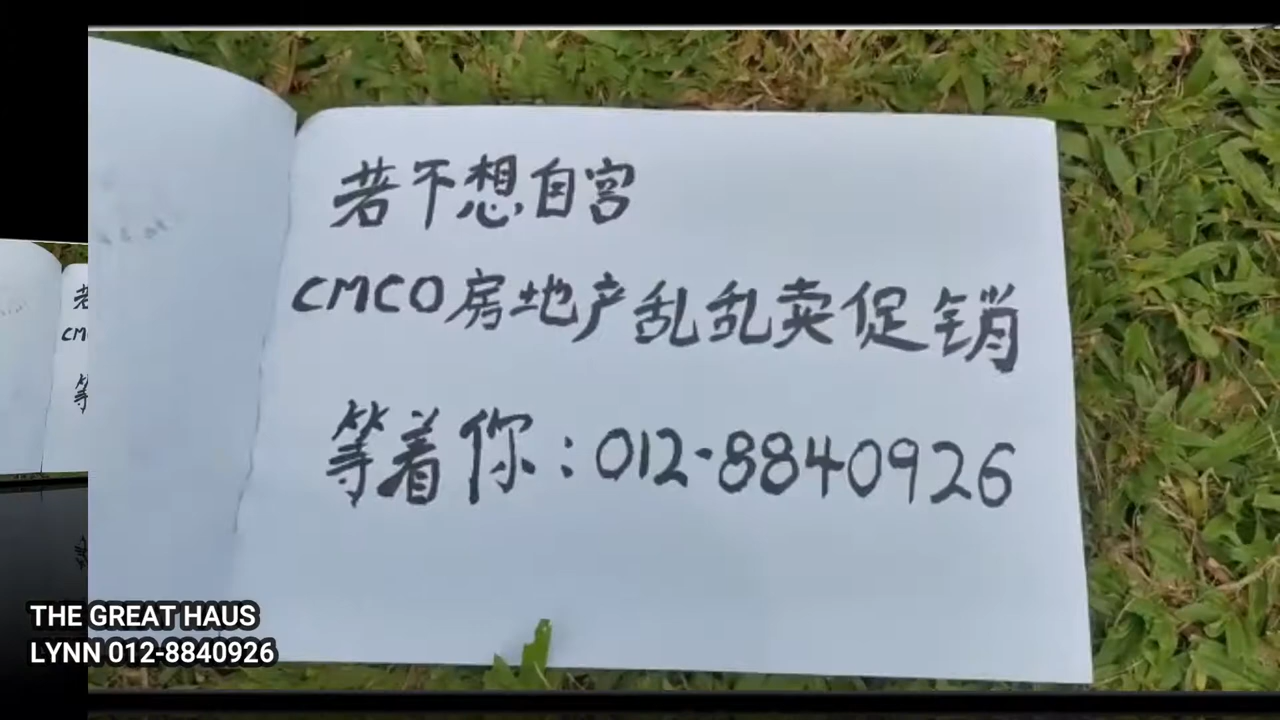 若不想自宫
CMCO房地产乱乱卖促销
等着你:012-8840926
THE GREAT HAUS
LYNN 012-8840926